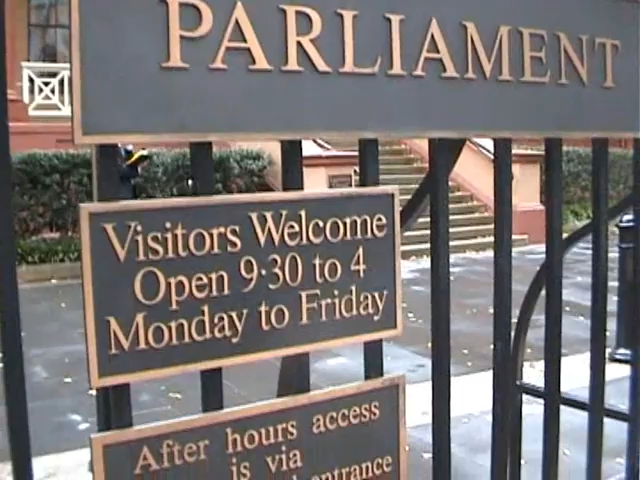 PARLIAMENT
Visitors Welcome
Open 9·30 to 4
Monday to Friday
After hours access
is via
entrance